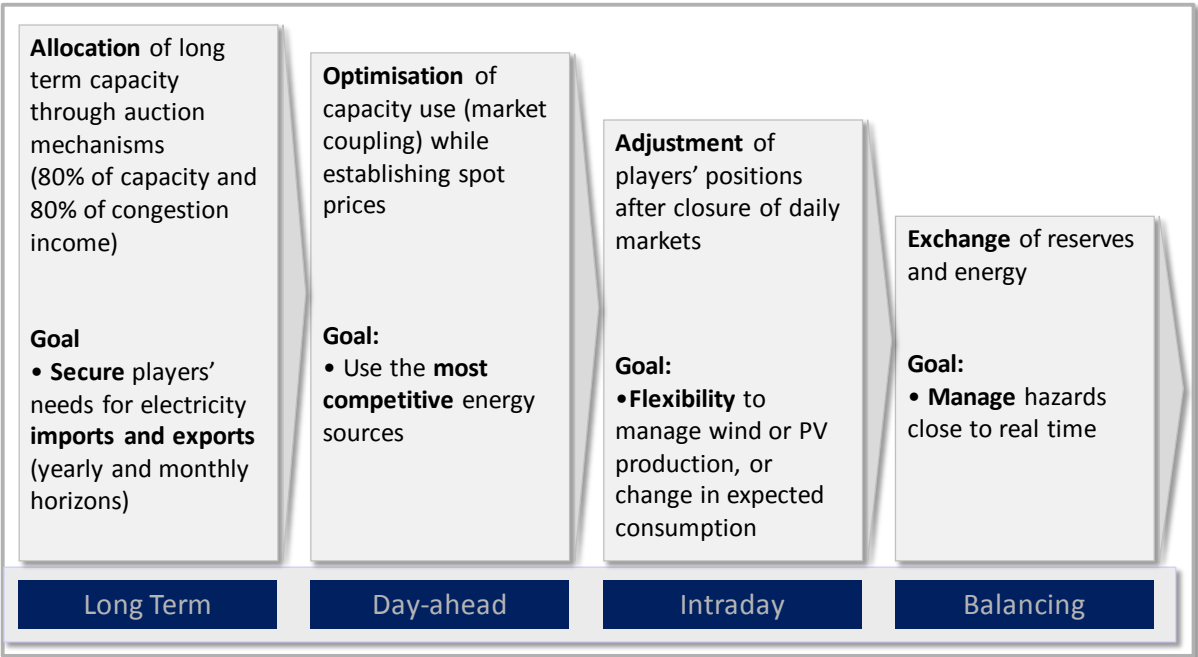 Allocation of long
term capacity
through auction
mechanisms
(80% of capacity and
80% of congestion
income)
Goal
• Secure players’
needs for electricity
imports and exports
(yearly and monthly
horizons)
Long Term
Optimisation of
capacity use (market
coupling) while
establishing spot
prices
Goal:
• Use the most
competitive energy
sources
Day-ahead
Adjustment of
players’ positions
after closure of daily
markets
Goal:
•Flexibility to
manage wind or PV
production, or
change in expected
consumption
Intraday
Exchange of reserves
and energy
Goal:
• Manage hazards
close to real time
Balancing